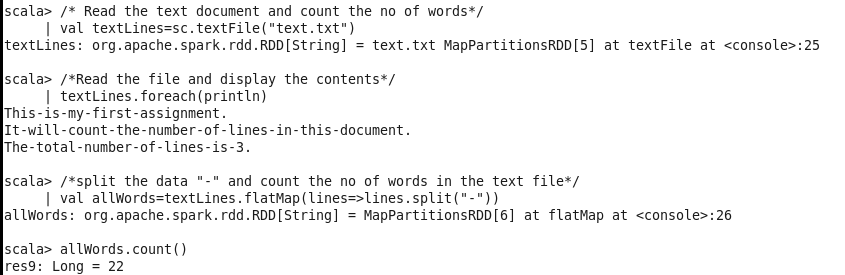 scala> /* Read the text document and count the no of words*/
     | val textLines=sc.textFile("text.txt")
textLines: org.apache.spark.rdd.RDD[String] = text.txt MapPartitionsRDD[5] at textFile at <console>:25

scala> /*Read the file and display the contents*/
     | textLines.foreach(println)
This-is-my-first-assignment.
It-will-count-the-number-of-lines-in-this-document.
The-total-number-of-lines-is-3.

scala> /*split the data "-" and count the no of words in the text file*/
     | val allWords=textLines.flatMap(lines=>lines.split("-"))
allWords: org.apache.spark.rdd.RDD[String] = MapPartitionsRDD[6] at flatMap at <console>:26

scala> allWords.count()
res9: Long = 22